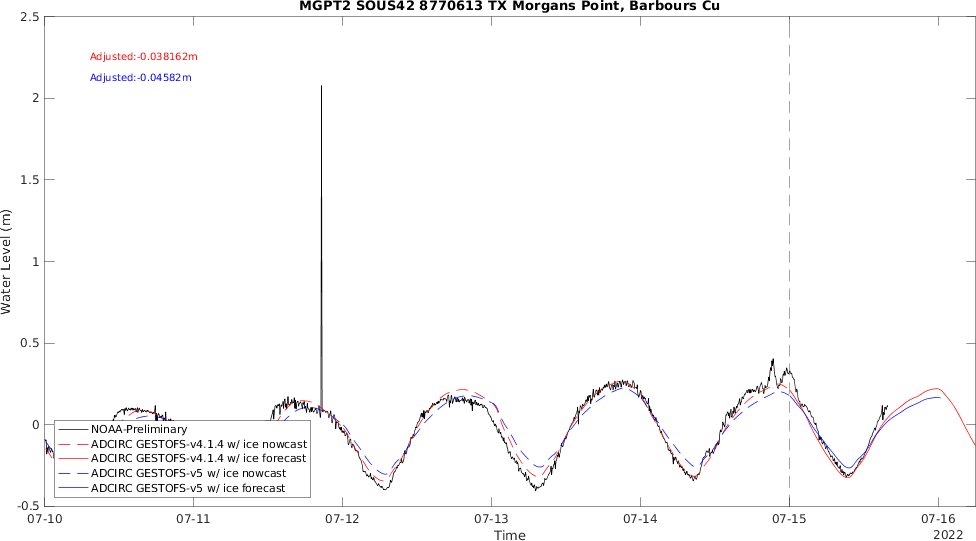 MGPT2 SOUS42 8770613 TX Morgans Point, Barbours Cu
Adjusted:-0.038162m
Adjusted:-0.04582m
2.5
2
1.5
1
0.5
0
-0.5
Water Level (m)
NOAA-Preliminary
ADCIRC GESTOFS-v4.1.4 w/ ice nowcast
ADCIRC GESTOFS-v4.1.4 w/ ice forecast
ADCIRC GESTOFS-v5 w/ ice nowcast
ADCIRC GESTOFS-v5 w/ ice forecast
07-10 07-11 07-12 07-13 07-14 07-15 07-16
Time
2022